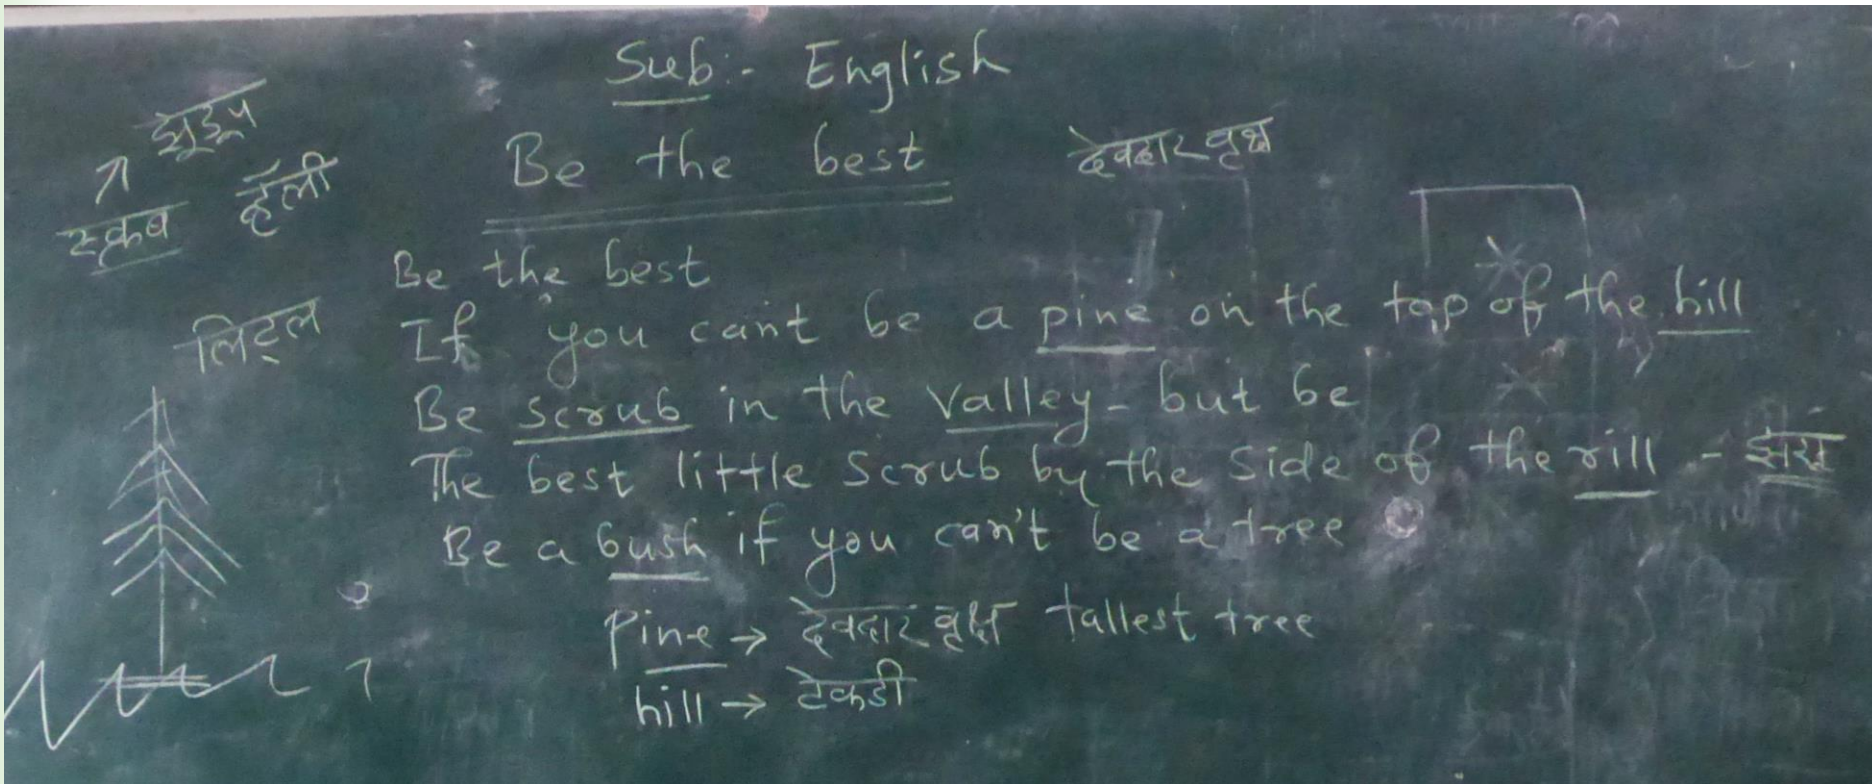 Sub:- English
झुडूप
Be the best
देवदार वृक्ष
स्क्रब
व्हॅली
Be the best
लिट्ल
If you can't be a pine on the top of the hill
Be scrub in the valley - but be
The best little scrub by the side of the rill -
Be a bush if you can't be a tree
Pine → देवदार वृक्ष tallest tree
hill → टेकडी